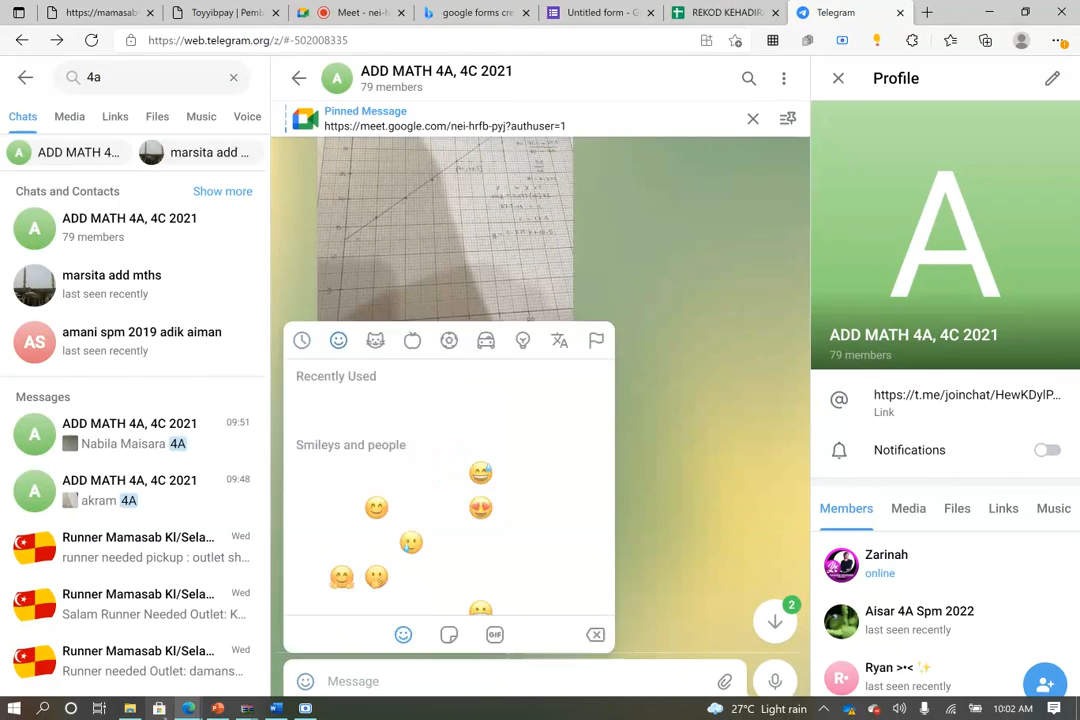 https://mamasab
Toyyibpay | Pemb
Meet - nei-h
google forms cre
Untitled form - G
REKOD KEHADIRA
Telegram
https://web.telegram.org/z/#-502008335
4a
Chats
Media
Links
Files
Music
Voice
ADD MATH 4...
marsita add ...
Chats and Contacts
Show more
ADD MATH 4A, 4C 2021
79 members
marsita add mths
last seen recently
amani spm 2019 adik aiman
last seen recently
AS
Messages
ADD MATH 4A, 4C 2021
09:51
Nabila Maisara 4A
ADD MATH 4A, 4C 2021
09:48
akram 4A
Runner Mamasab Kl/Sela...
Wed
runner needed pickup : outlet sh...
Runner Mamasab Kl/Sela...
Wed
Salam Runner Needed Outlet: K...
Runner Mamasab Kl/Sela...
Wed
Runner needed Outlet: damans...
A
ADD MATH 4A, 4C 2021
79 members
Pinned Message
https://meet.google.com/nei-hrfb-pyj?authuser=1
Recently Used
Smileys and people
GIF
2
Message
Profile
A
ADD MATH 4A, 4C 2021
79 members
https://t.me/joinchat/HewKDylP...
Link
Notifications
Members
Media
Files
Links
Music
Zarinah
online
Aisar 4A Spm 2022
last seen recently
R•
Ryan >•< ✨
last seen recently
27°C Light rain
10:02 AM